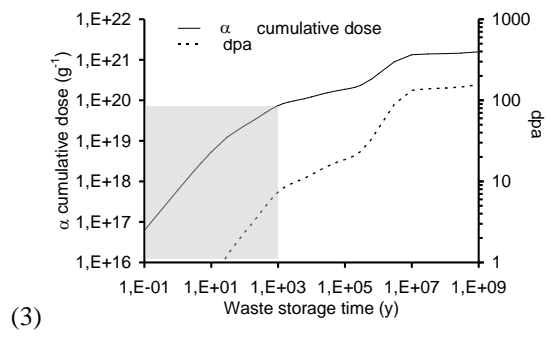 1,E+22 1000
α cumulative dose
dpa
1,E+21
1,E+20 100
1,E+19
1,E+18 10
1,E+17
1,E+16 1
α cumulative dose (g-1)
dpa
1,E-01 1,E+01 1,E+03 1,E+05 1,E+07 1,E+09
Waste storage time (y)
(3)